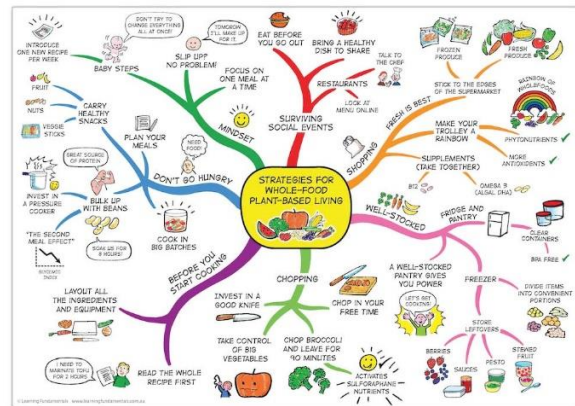 STRATEGIES FOR
WHOLE-FOOD
PLANT-BASED LIVING
MINDSET
BABY STEPS
INTRODUCE
ONE NEW RECIPE
PER WEEK
DON'T TRY TO
CHANGE EVERYTHING
ALL AT ONCE!
SLIP UP?
NO PROBLEM!
TOMORROW
I'LL MAKE UP
FOR IT
FOCUS ON
ONE MEAL AT
A TIME
SURVIVING
SOCIAL EVENTS
EAT BEFORE
YOU GO OUT
BRING A HEALTHY
DISH TO SHARE
RESTAURANTS
TALK TO
THE CHEF
LOOK AT
MENU ONLINE
SHOPPING
FRESH IS BEST
FROZEN
PRODUCE
FRESH
PRODUCE
STICK TO THE EDGES
OF THE SUPERMARKET
MAKE YOUR
TROLLEY A
RAINBOW
RAINBOW OF
WHOLEFOODS
PHYTONUTRIENTS
MORE
ANTIOXIDENTS
SUPPLEMENTS
(TAKE TOGETHER)
B12
OMEGA 3
(ALGAL DHA)
WELL-STOCKED
FRIDGE AND
PANTRY
CLEAR
CONTAINERS
BPA FREE
A WELL-STOCKED
PANTRY GIVES
YOU POWER
LET'S GET
COOKING!
FREEZER
DIVIDE ITEMS
INTO CONVENIENT
PORTIONS
STORE
LEFTOVERS
BERRIES
SAUCES
PESTO
STEWED
FRUIT
CHOPPING
INVEST IN A
GOOD KNIFE
CHOP IN YOUR
FREE TIME
TAKE CONTROL
OF BIG
VEGETABLES
CHOP BROCCOLI
AND LEAVE FOR
40 MINUTES
ACTIVATES
SULFORAPHANE
NUTRIENTS
BEFORE YOU
START COOKING
LAYOUT ALL
THE INGREDIENTS
AND EQUIPMENT
READ THE WHOLE
RECIPE FIRST
I NEED TO
MARINATE TOFU
FOR 2 HOURS
DON'T GO HUNGRY
PLAN YOUR
MEALS
NEED
FOOD!
CARRY
HEALTHY
SNACKS
FRUIT
NUTS
VEGGIE
STICKS
BULK UP
WITH BEANS
GREAT SOURCE
OF PROTEIN
INVEST IN
A PRESSURE
COOKER
"THE SECOND
MEAL EFFECT"
SOAK US FOR
8 HOURS!
COOK IN
BIG BATCHES
© Learning Fundamentals www.learningfundamentals.com.au